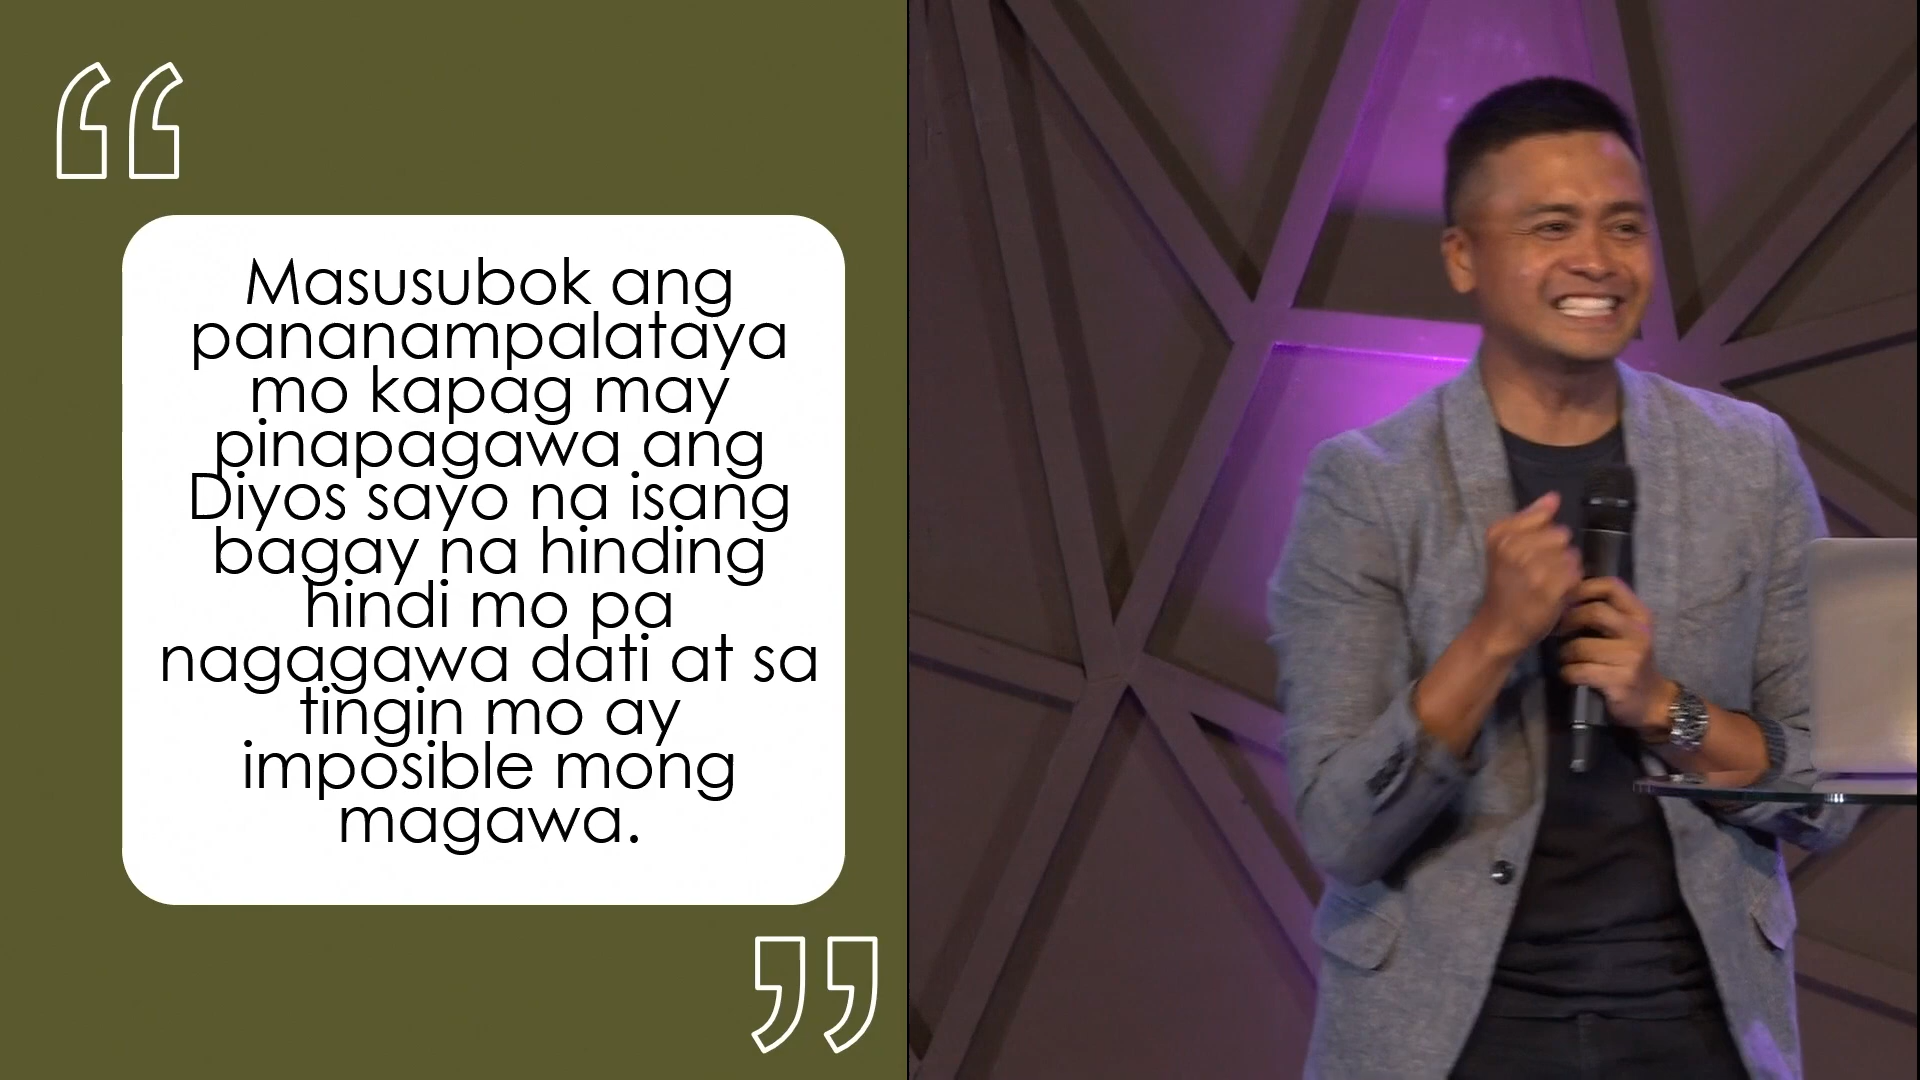 Masusubok ang
pananampalataya
mo kapag may
pinapagawa ang
Diyos sayo na isang
bagay na hinding
hindi mo pa
nagagawa dati at sa
tingin mo ay
imposible mong
magawa.